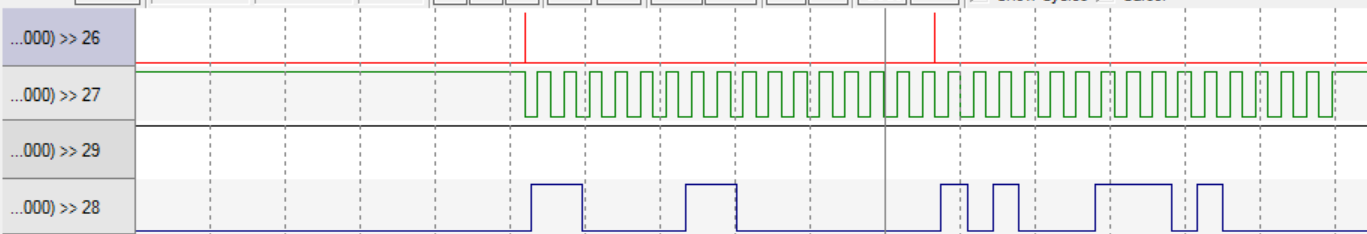 ...000) >> 26
...000) >> 27
...000) >> 29
...000) >> 28